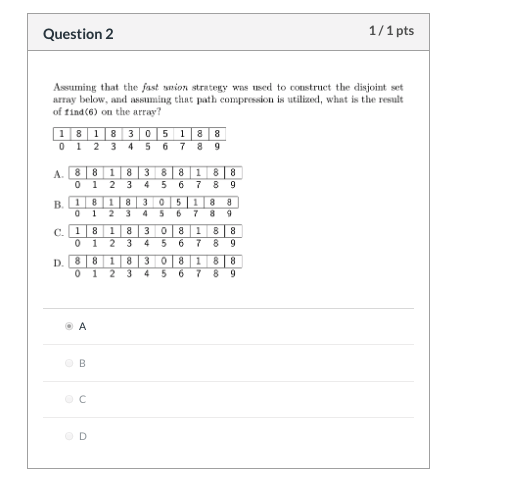 Question 2
1 / 1 pts
Assuming that the fast union strategy was used to construct the disjoint set
array below, and assuming that path compression is utilized, what is the result
of find(6) on the array?
1 8 1 8 3 0 5 1 8 8
0 1 2 3 4 5 6 7 8 9
A. 8 8 1 8 3 8 8 1 8 8
0 1 2 3 4 5 6 7 8 9
B. 1 8 1 8 3 0 5 1 8 8
0 1 2 3 4 5 6 7 8 9
C. 1 8 1 8 3 0 8 1 8 8
0 1 2 3 4 5 6 7 8 9
D. 8 8 1 8 3 0 8 1 8 8
0 1 2 3 4 5 6 7 8 9
A
B
C
D